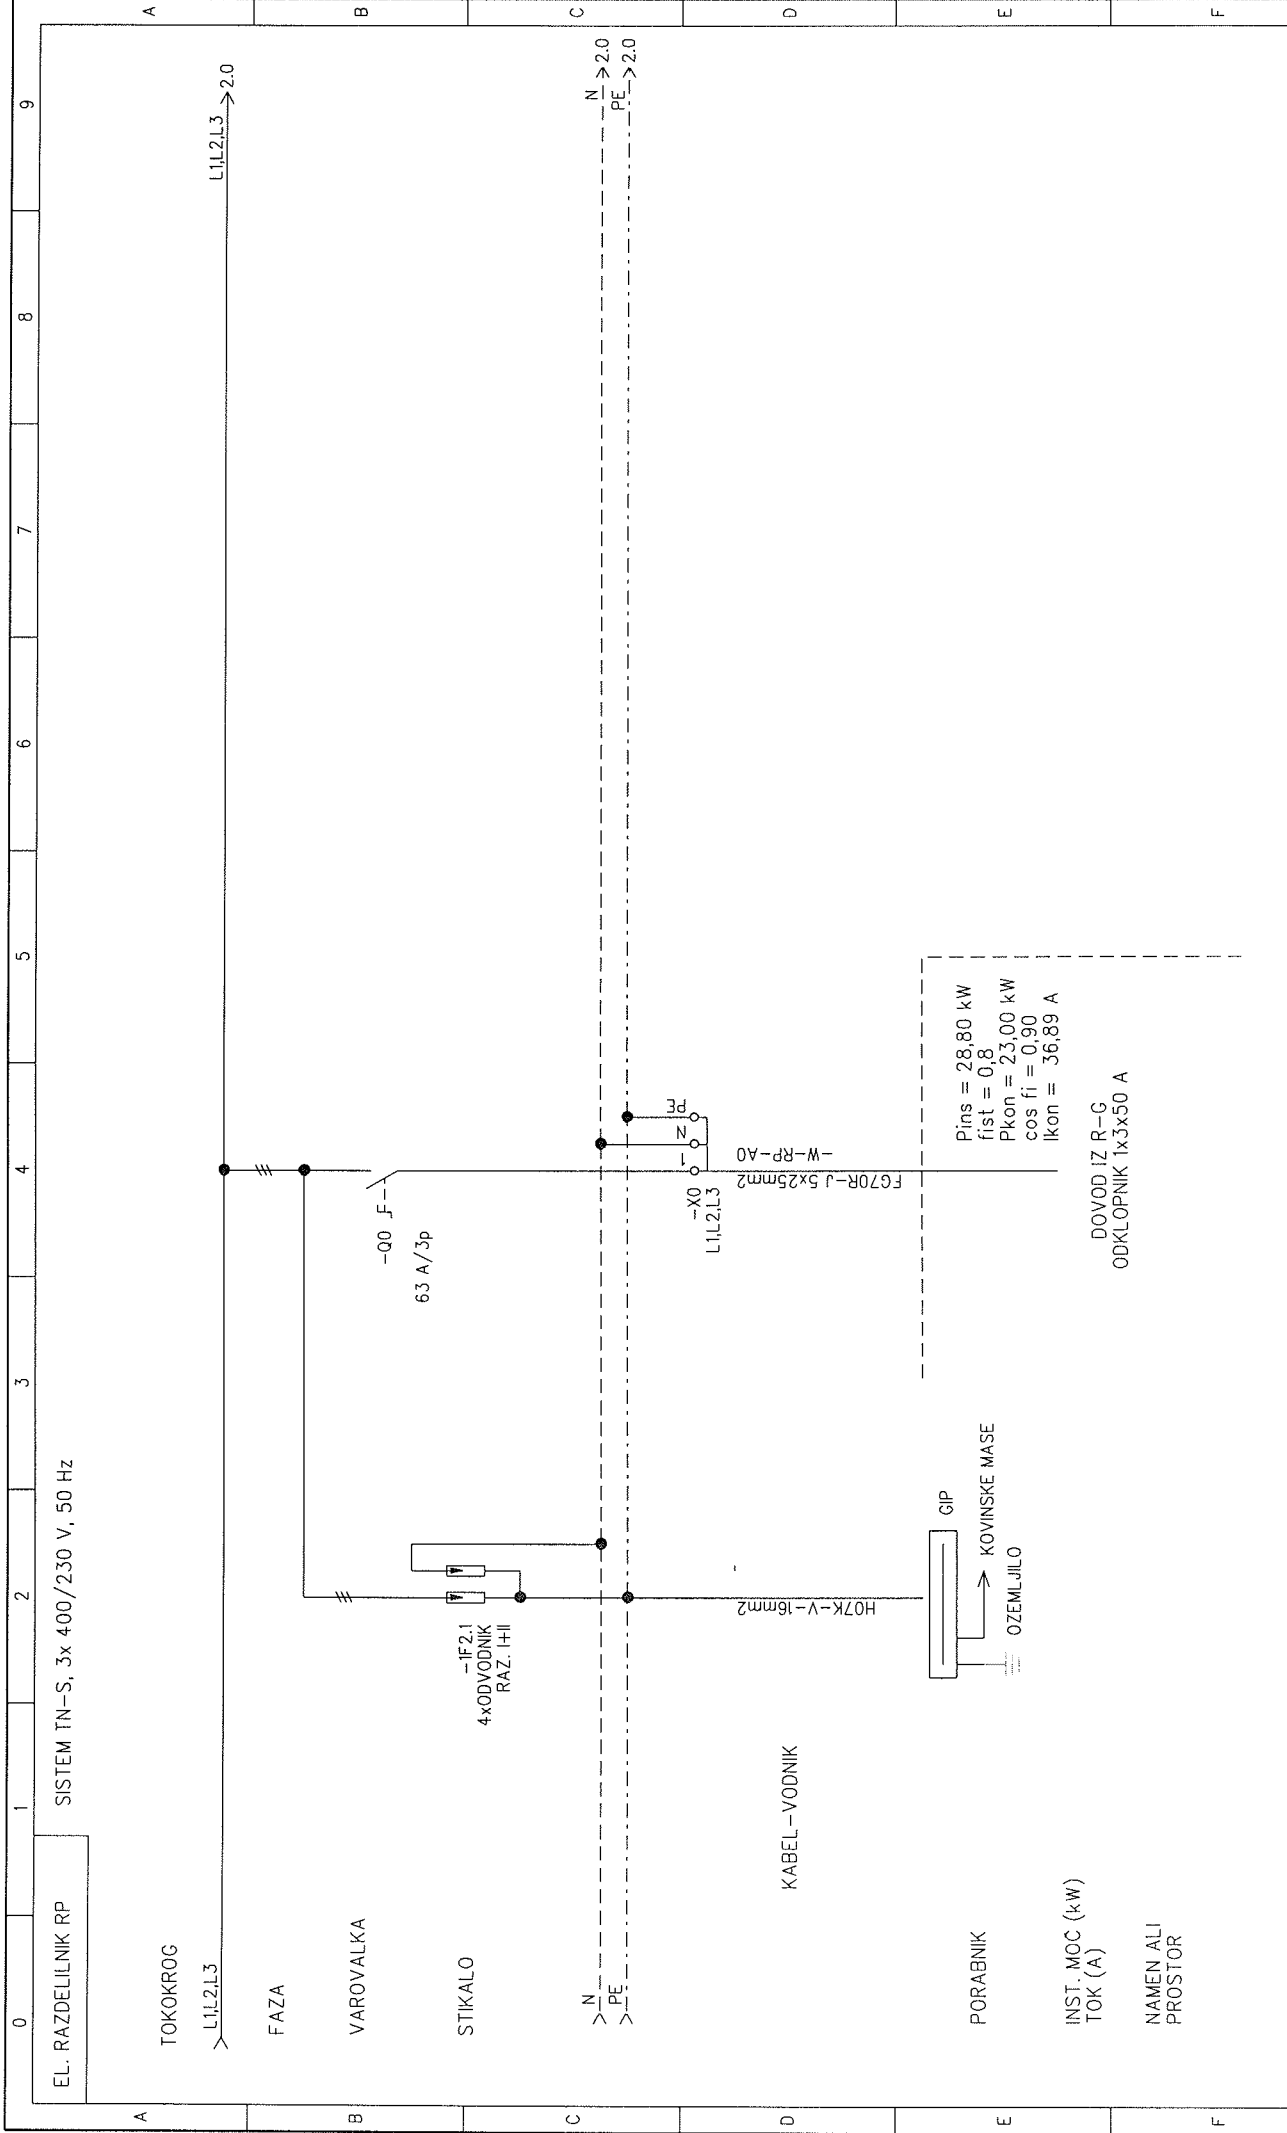 0 1 2 3 4 5 6 7 8 9
EL. RAZDELILNIK RP
SISTEM TN-S, 3x 400/230 V, 50 Hz
A
A
TOKOKROG
L1,L2,L3
L1,L2,L3
2.0
FAZA
B
B
VAROVALKA
-Q0
63 A/3p
STIKALO
-1F2.1
4xODVODNIK
RAZ. I+II
C
C
N
N
2.0
PE
PE
2.0
-X0
L1,L2,L3
1
N
PE
D
D
KABEL-VODNIK
H07K-V-16mm2
FG7OR-J 5x25mm2
-W-RP-A0
GIP
KOVINSKE MASE
OZEMLJILO
E
E
PORABNIK
Pins = 28,80 kW
fist = 0,8
Pkon = 23,00 kW
cos fi = 0,90
Ikon = 36,89 A
INST. MOC (kW)
TOK (A)
DOVOD IZ R-G
ODKLOPNIK 1x3x50 A
NAMEN ALI
PROSTOR
F
F